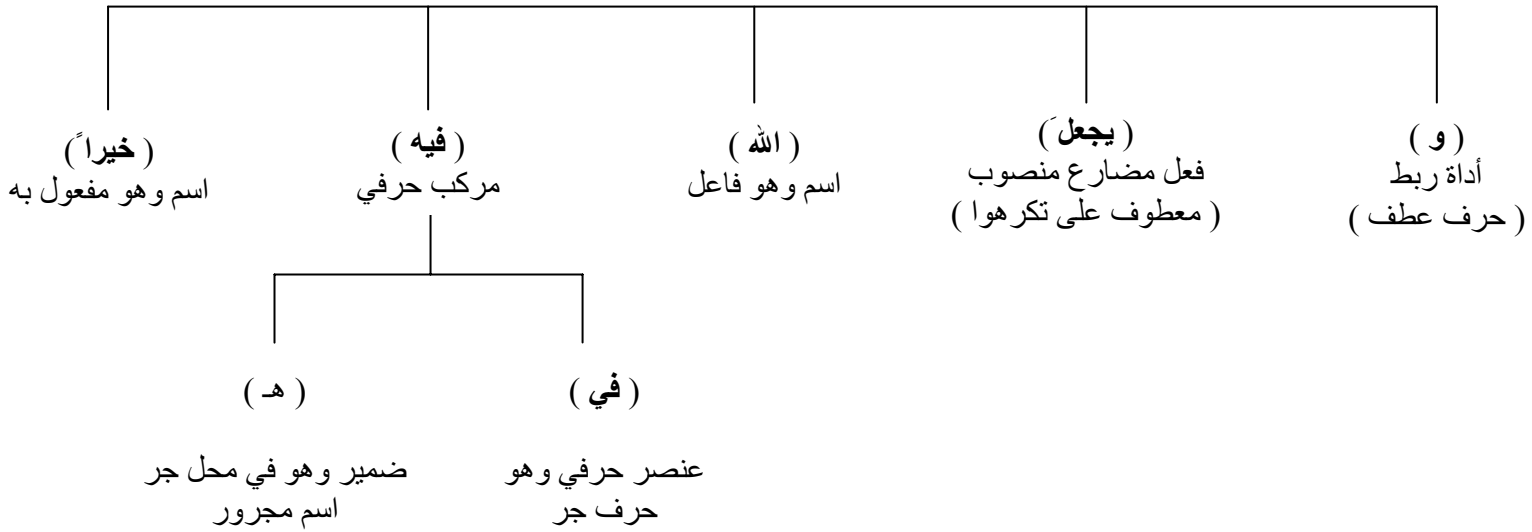 ( و )
أداة ربط
( حرف عطف )
( يجعلَ )
فعل مضارع منصوب
( معطوف على تكرهوا )
( الله )
اسم وهو فاعل
( فيه )
مركب حرفي
( خيراً )
اسم وهو مفعول به
( في )
عنصر حرفي وهو
حرف جر
( هـ )
ضمير وهو في محل جر
اسم مجرور